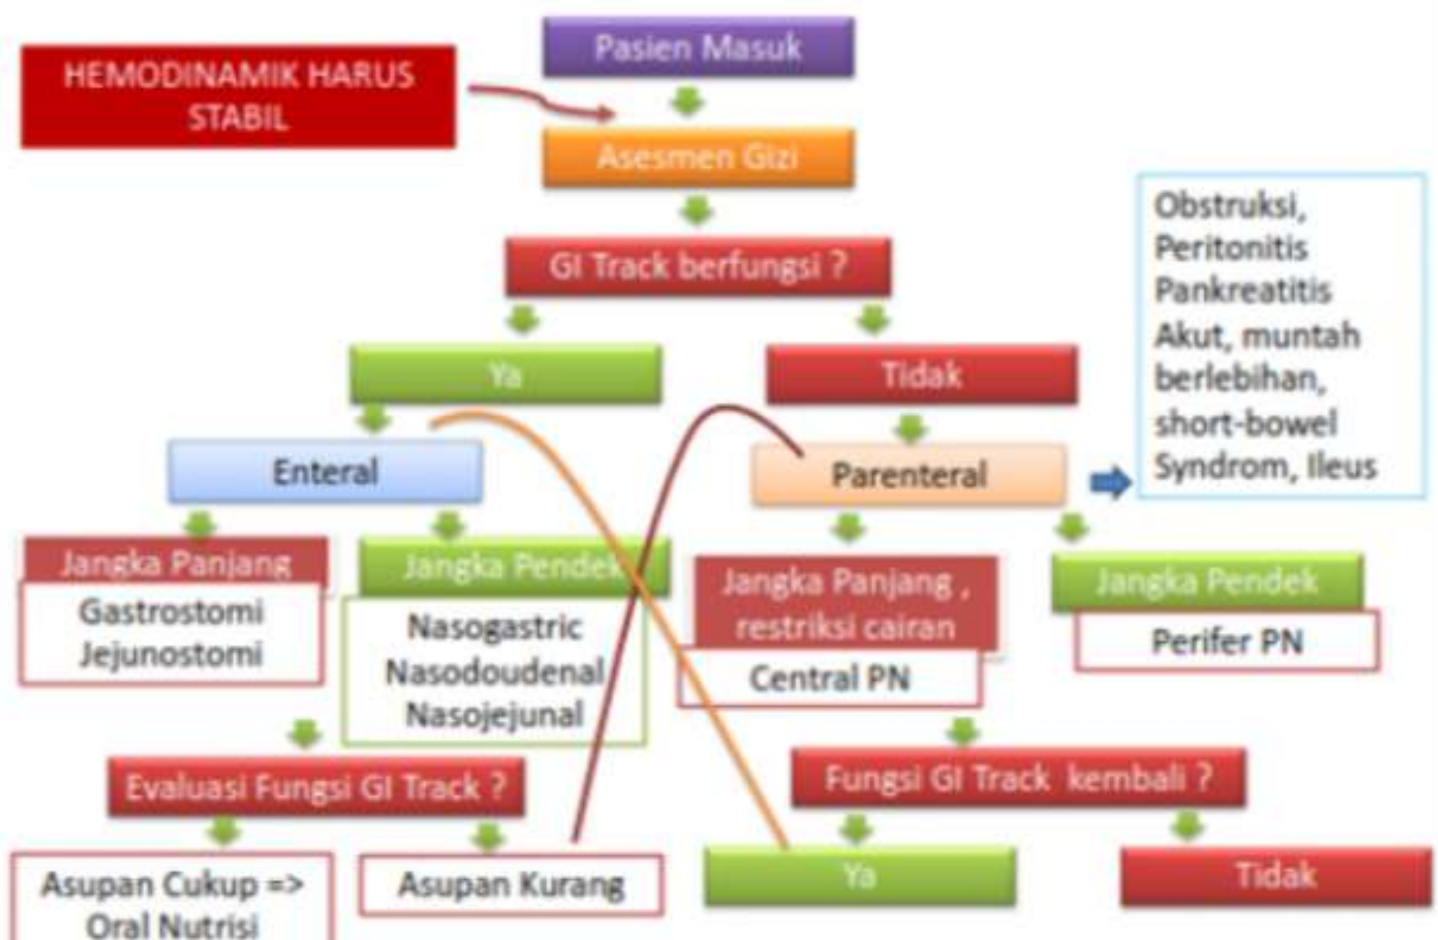 Pasien Masuk
HEMODINAMIK HARUS
STABIL
Asesmen Gizi
GI Track berfungsi ?
Obstruksi,
Peritonitis
Pankreatitis
Akut, muntah
berlebihan,
short-bowel
Syndrom, Ileus
Ya
Tidak
Enteral
Parenteral
Jangka Panjang
Gastrostomi
Jejunostomi
Jangka Pendek
Nasogastric
Nasodoudenal
Nasojejunal
Jangka Panjang ,
restriksi cairan
Central PN
Jangka Pendek
Perifer PN
Evaluasi Fungsi GI Track ?
Fungsi GI Track kembali ?
Asupan Cukup =>
Oral Nutrisi
Asupan Kurang
Ya
Tidak